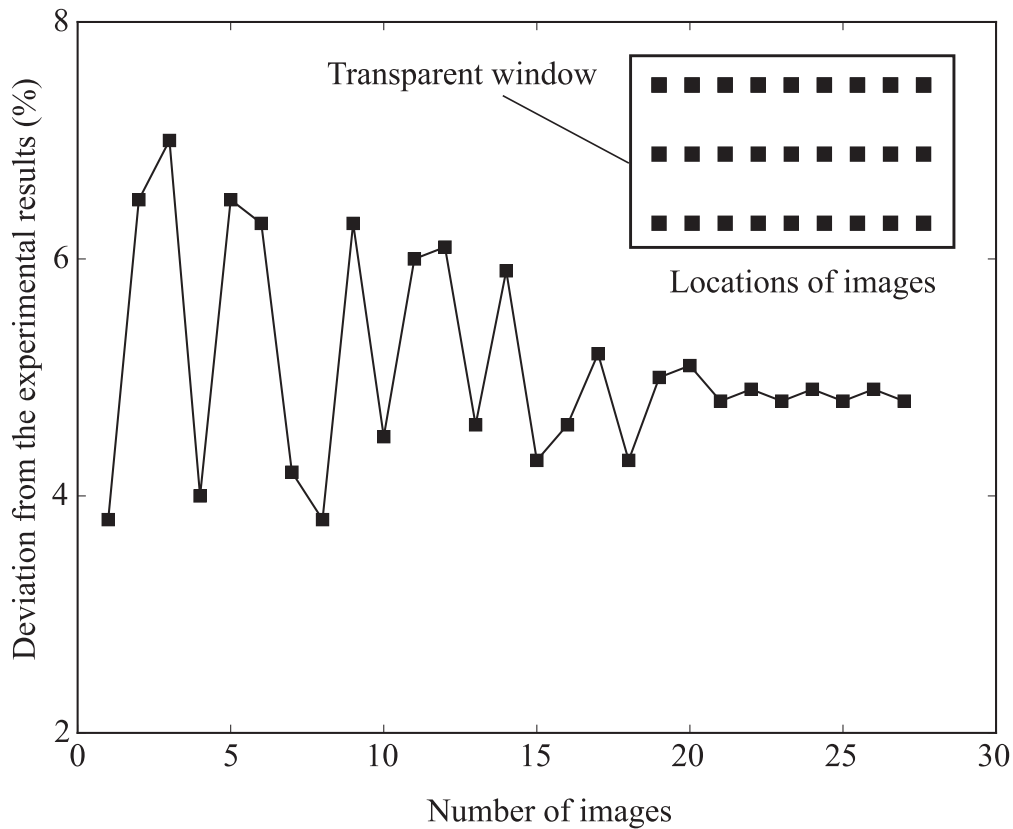 8
Transparent window
6
Locations of images
4
2
0 5 10 15 20 25 30
Number of images
Deviation from the experimental results (%)